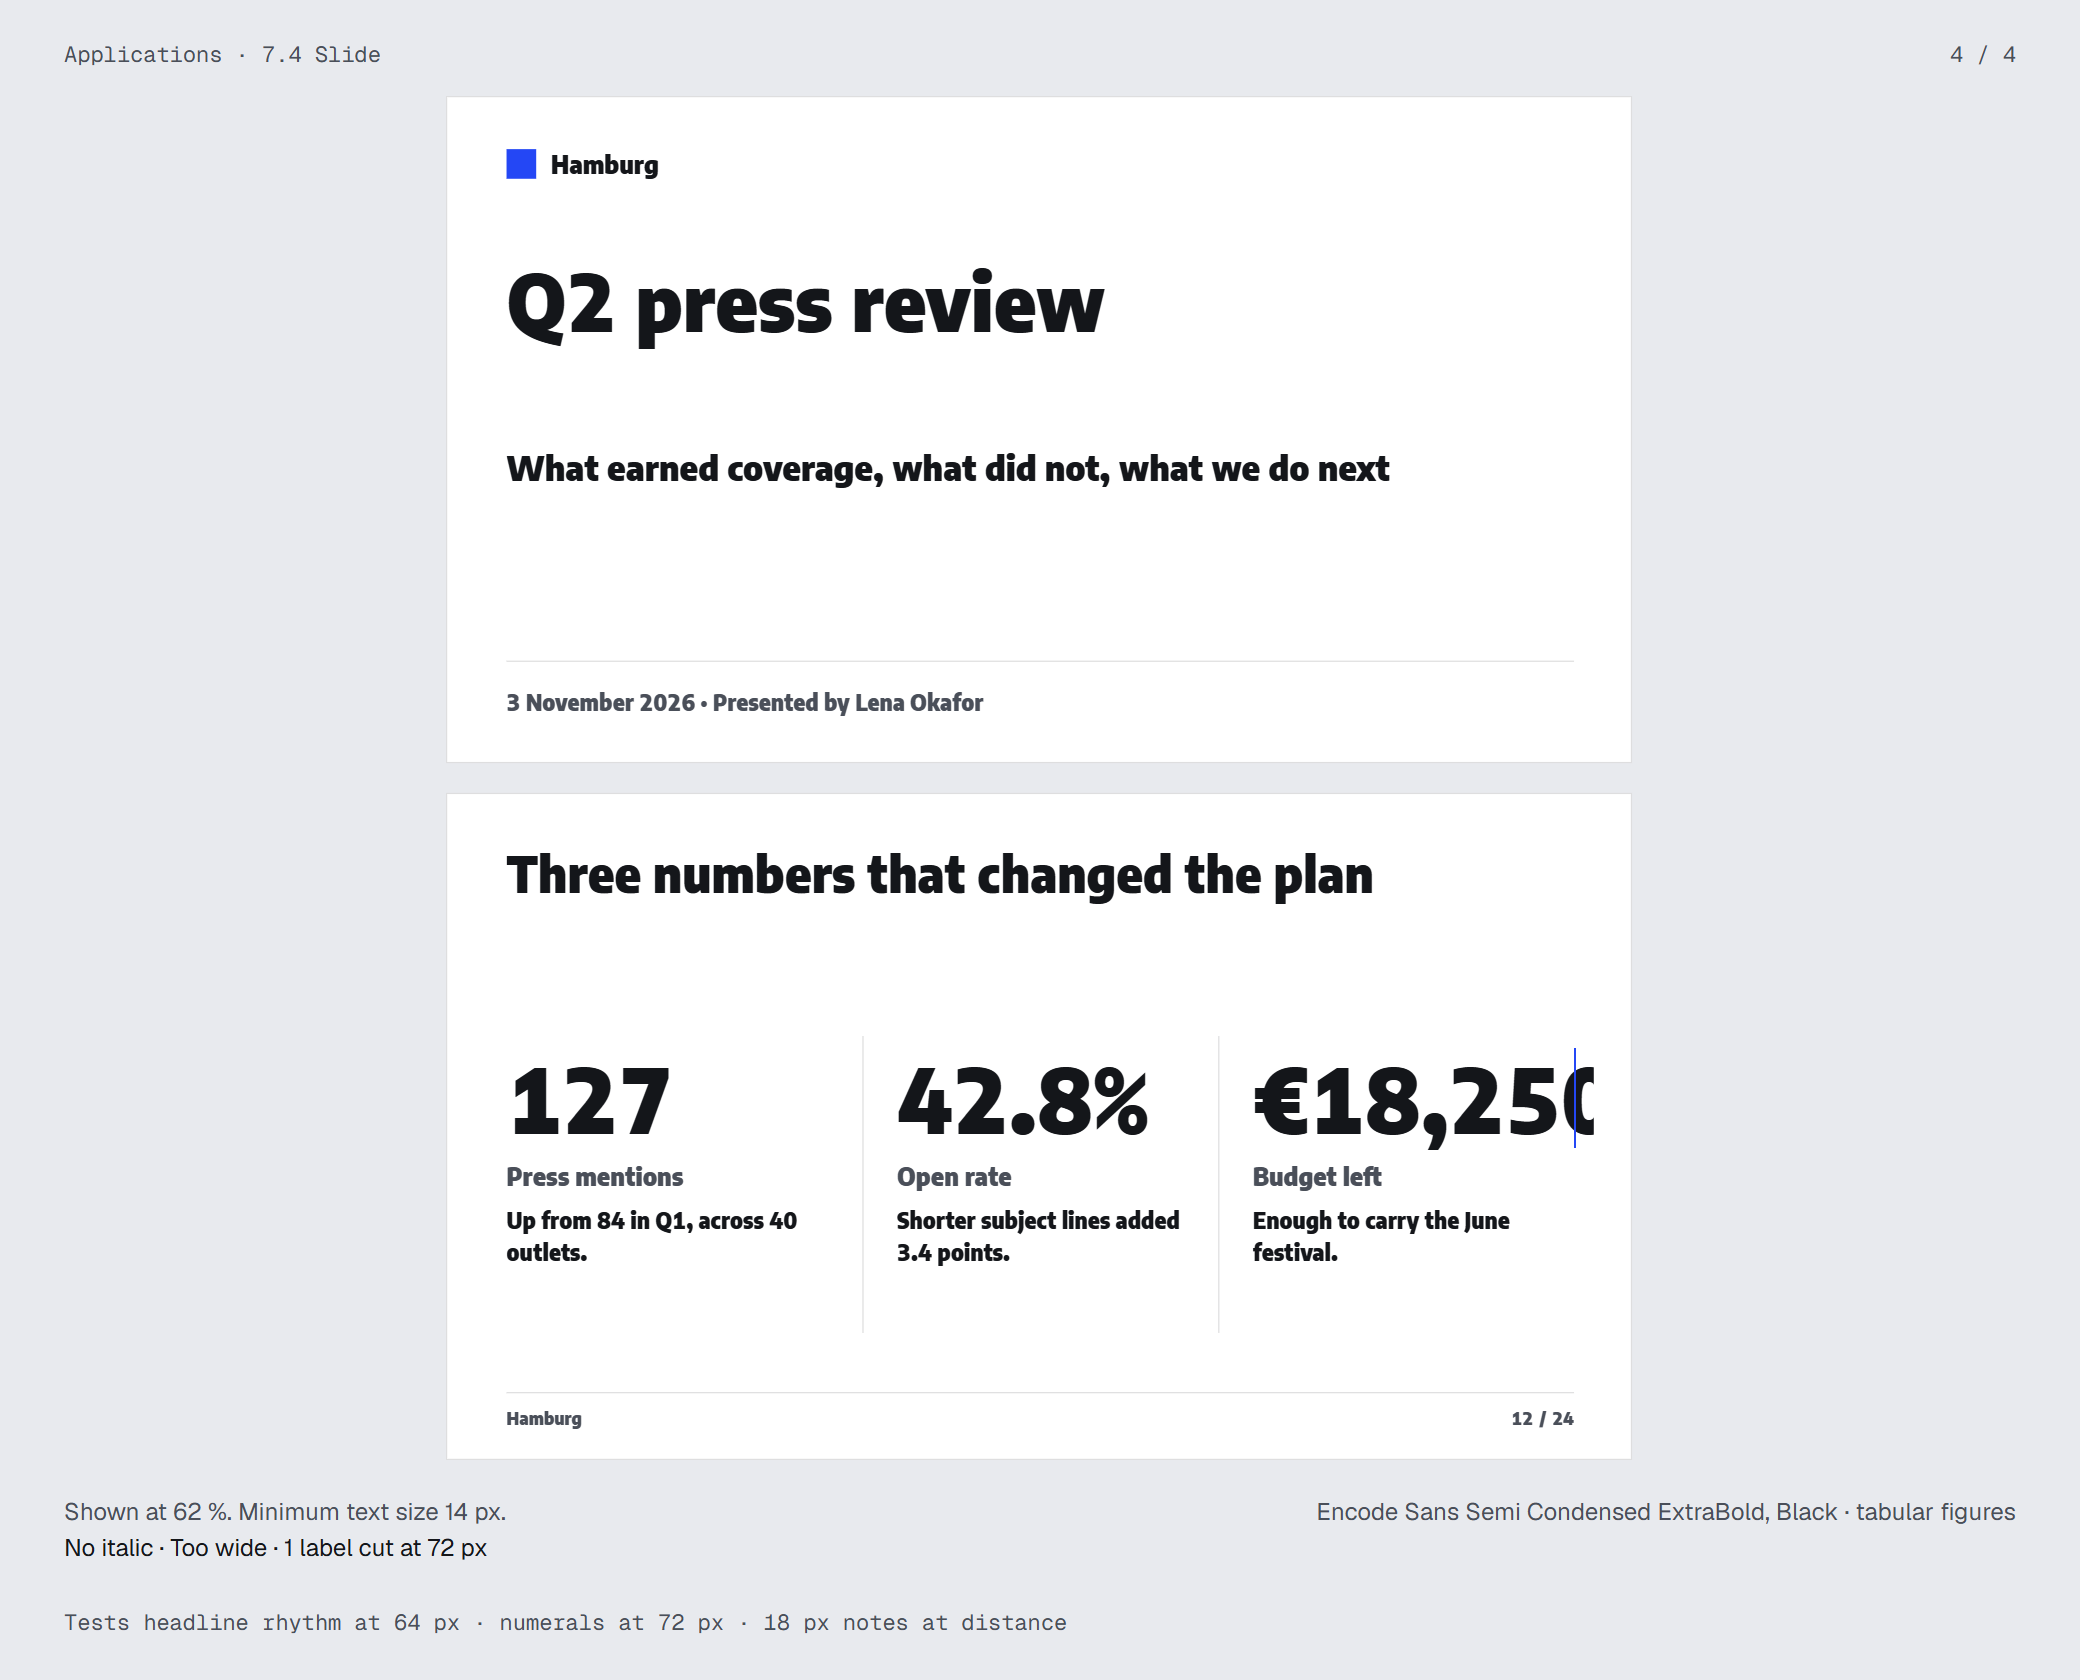 Applications · 7.4 Slide
4 / 4
Hamburg
Q2 press review
What earned coverage, what did not, what we do next
3 November 2026 · Presented by Lena Okafor
Three numbers that changed the plan
127
42.8%
€18,250
Press mentions
Open rate
Budget left
Up from 84 in Q1, across 40
outlets.
Shorter subject lines added
3.4 points.
Enough to carry the June
festival.
Hamburg
12 / 24
Shown at 62 %. Minimum text size 14 px.
Encode Sans Semi Condensed ExtraBold, Black · tabular figures
No italic · Too wide · 1 label cut at 72 px
Tests headline rhythm at 64 px · numerals at 72 px · 18 px notes at distance